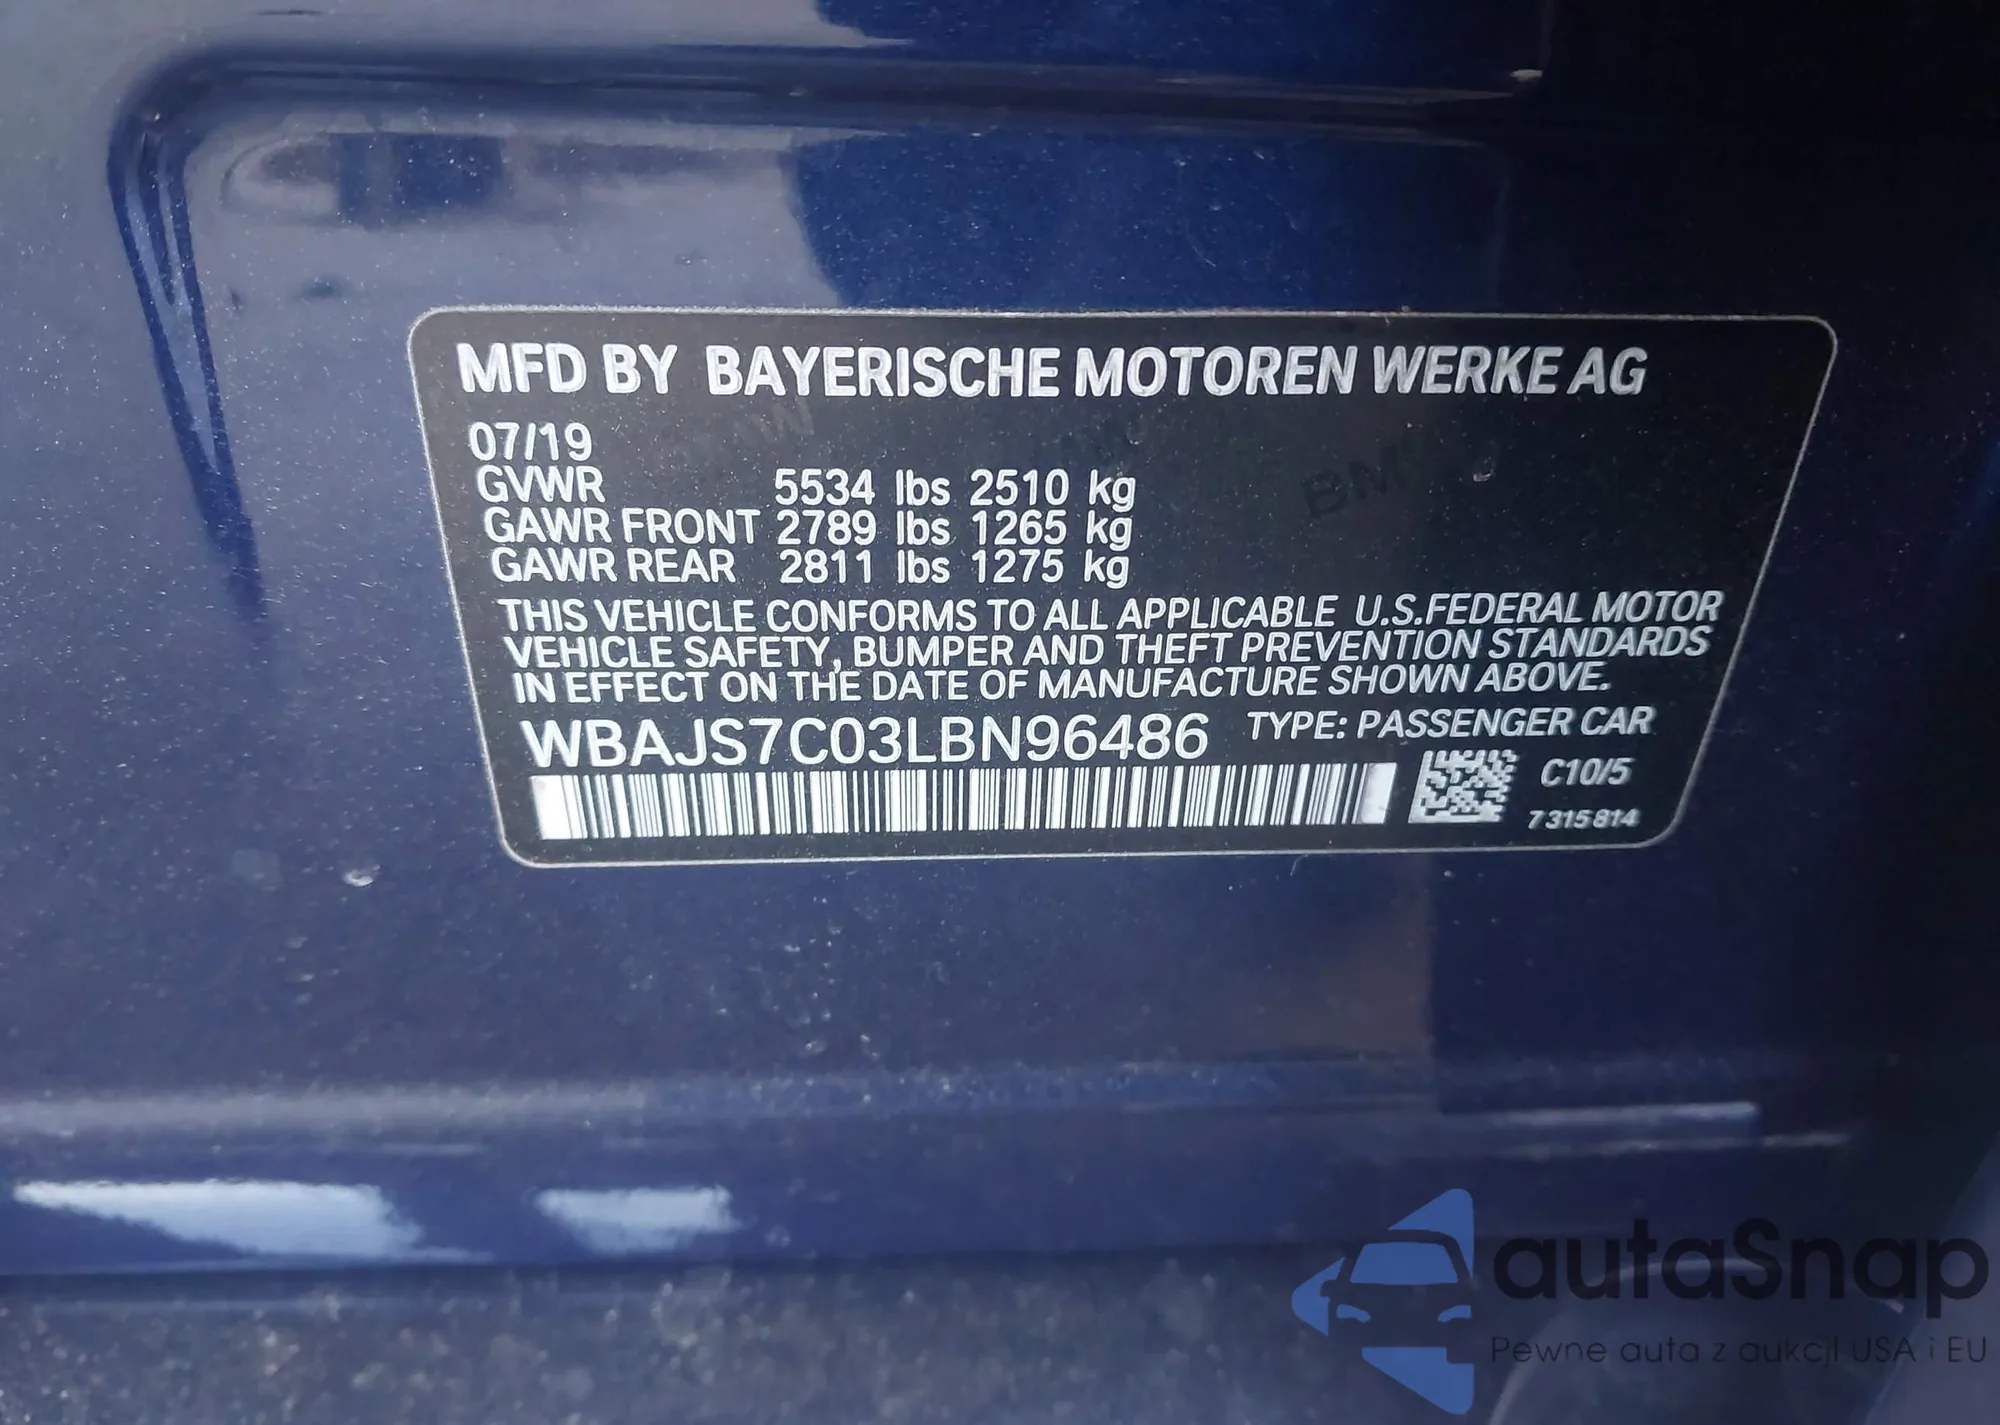 MFD BY BAYERISCHE MOTOREN WERKE AG
07/19
GVWR 5534 lbs 2510 kg
GAWR FRONT 2789 lbs 1265 kg
GAWR REAR 2811 lbs 1275 kg
THIS VEHICLE CONFORMS TO ALL APPLICABLE U.S.FEDERAL MOTOR
VEHICLE SAFETY, BUMPER AND THEFT PREVENTION STANDARDS
IN EFFECT ON THE DATE OF MANUFACTURE SHOWN ABOVE.
WBAJS7C03LBN96486 TYPE: PASSENGER CAR
C10/5
7315814
autaSnap
Pewne auta z aukcji USA i EU